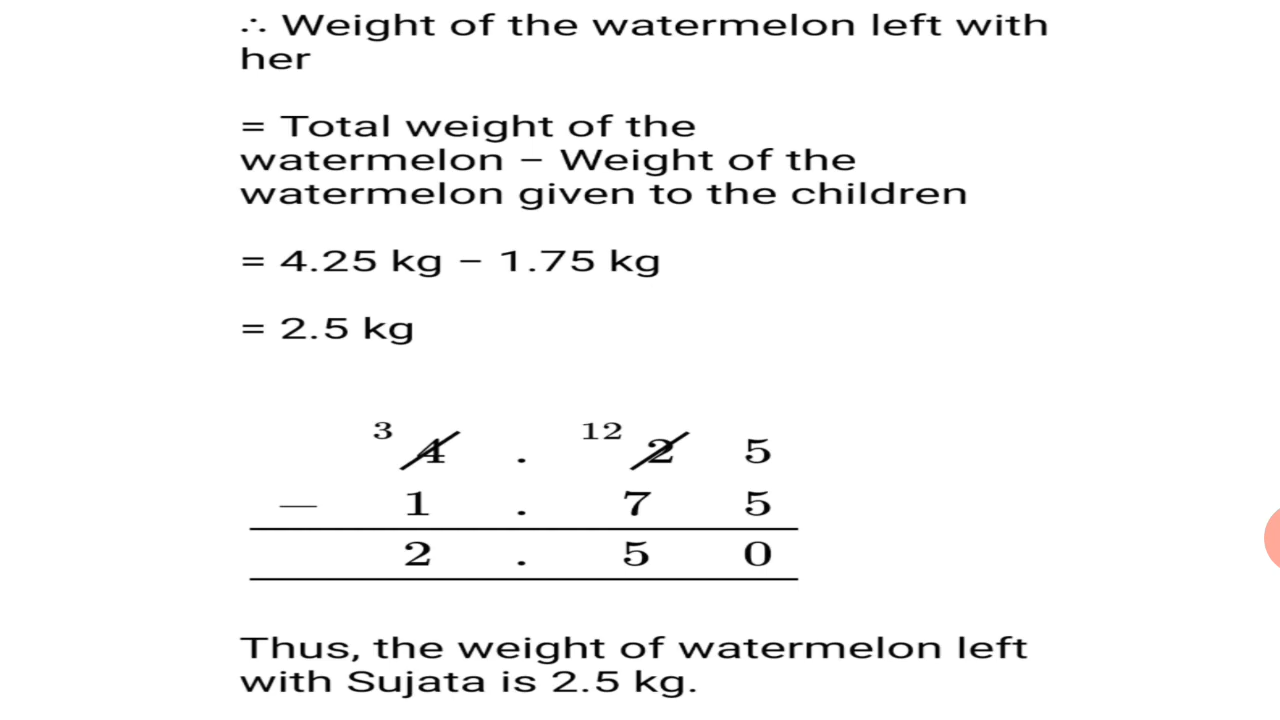 ∴ Weight of the watermelon left with
her
= Total weight of the
watermelon − Weight of the
watermelon given to the children
= 4.25 kg − 1.75 kg
= 2.5 kg
3 4 . 12 2 5
− 1 . 7 5
2 . 5 0
Thus, the weight of watermelon left
with Sujata is 2.5 kg.